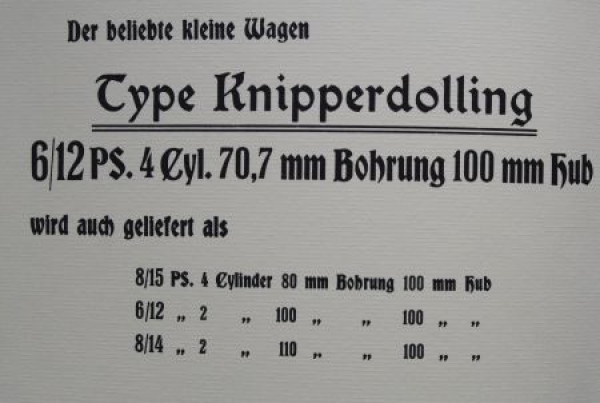 Der beliebte kleine Wagen
Type Knipperdolling
6/12 PS. 4 Cyl. 70,7 mm Bohrung 100 mm Hub
wird auch geliefert als
8/15 PS. 4 Cylinder 80 mm Bohrung 100 mm Hub
6/12 „ 2 „ 100 „ „ 100 „ „
8/14 „ 2 „ 110 „ „ 100 „ „